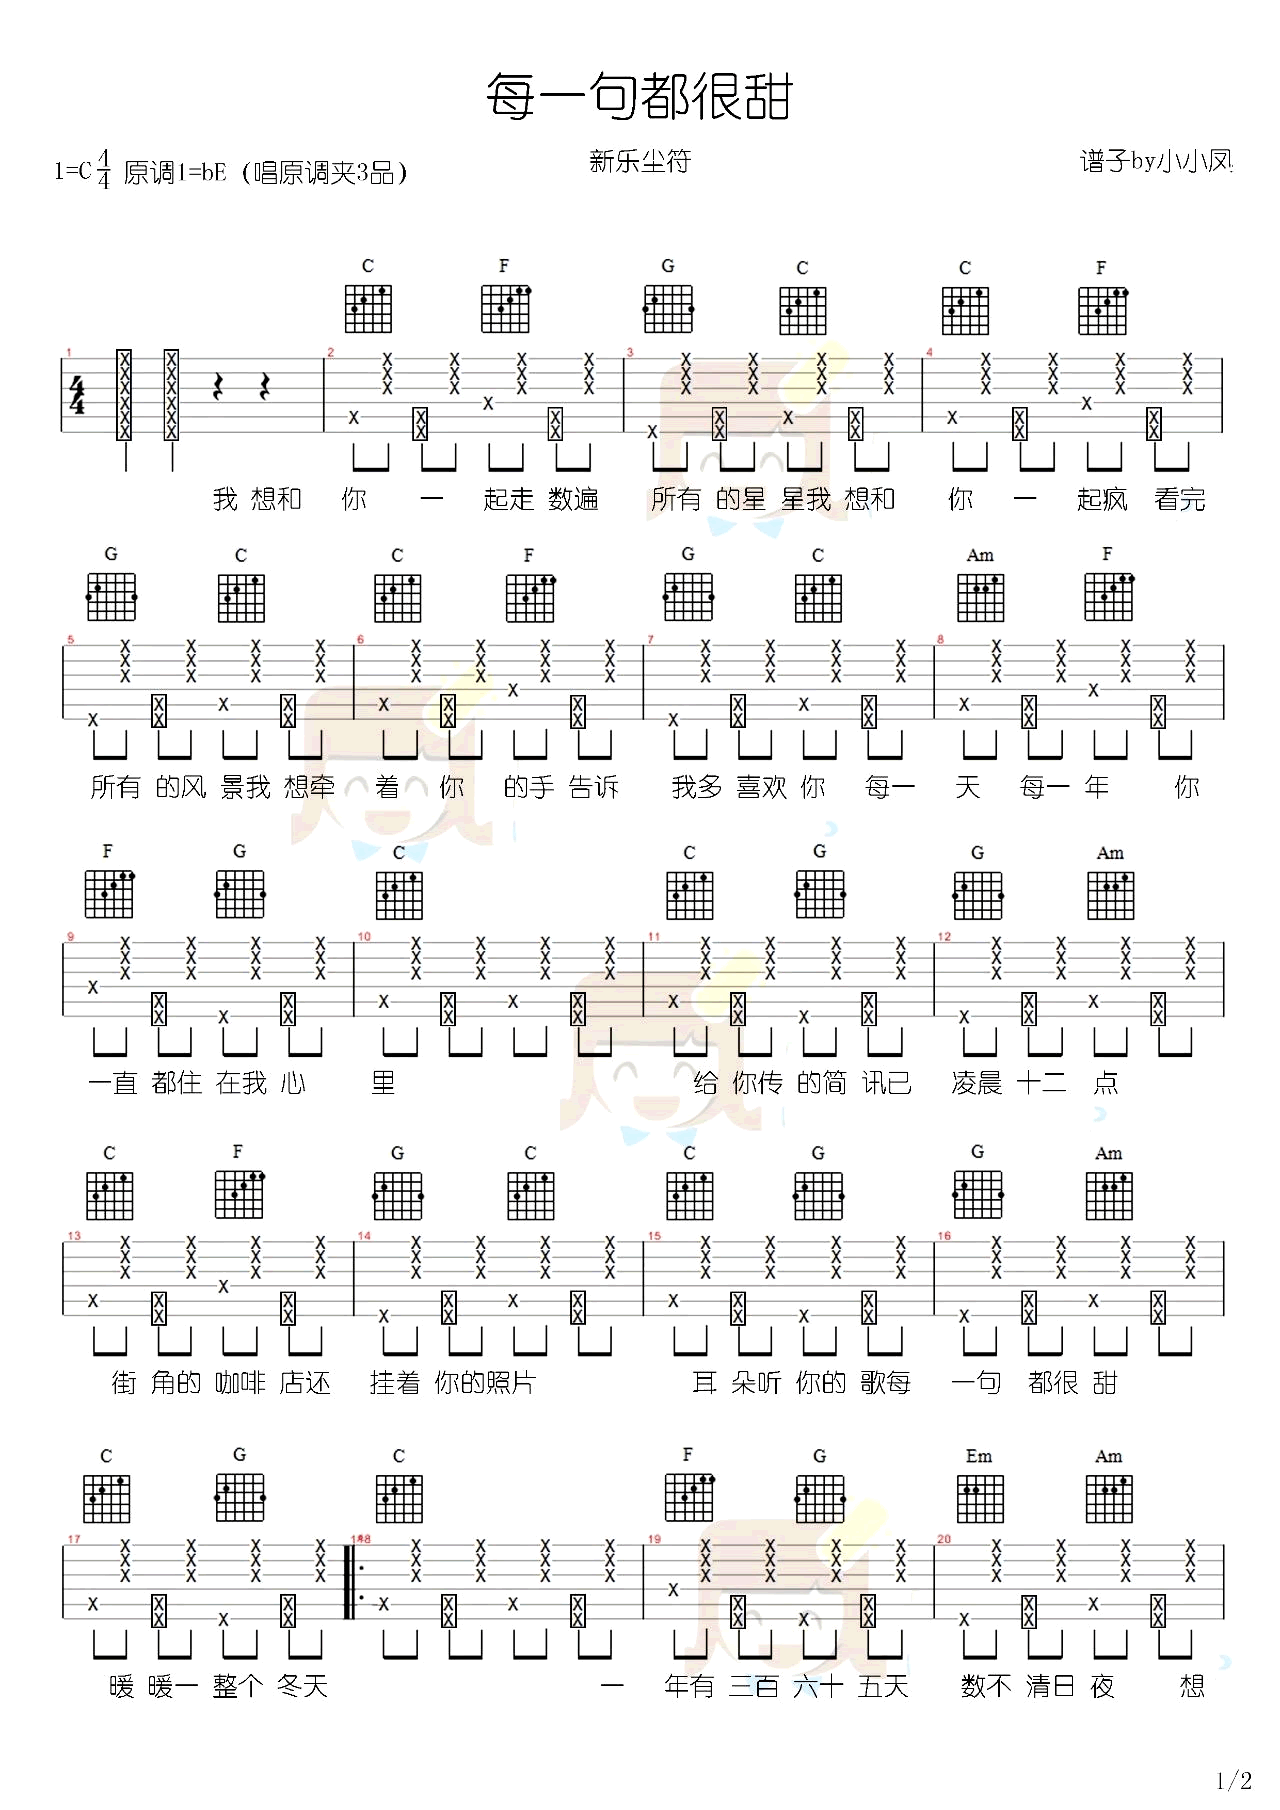 每一句都很甜
1=C 4/4 原调1=bE（唱原调夹3品） 新乐尘符 谱子by小小凤
C F G C C F
1 2 3 4
我 想和 你 一 起走 数遍 所有 的星 星我 想和 你 一 起疯 看完
G C C F G C Am F
5 6 7 8
所有 的风 景我 想牵 着 你 的手 告诉 我多 喜欢 你 每一 天 每一 年 你
F G C C G G Am
9 10 11 12
一直 都住 在我 心 里 给 你传 的简 讯已 凌晨 十二 点
C F G C C G G Am
13 14 15 16
街 角的 咖啡 店还 挂着 你的照片 耳 朵听 你的 歌每 一句 都很 甜
C G C F G Em Am
17 18 19 20
暖 暖一 整个 冬天 一 年有 三百 六十 五天 数不 清日 夜 想
1/2